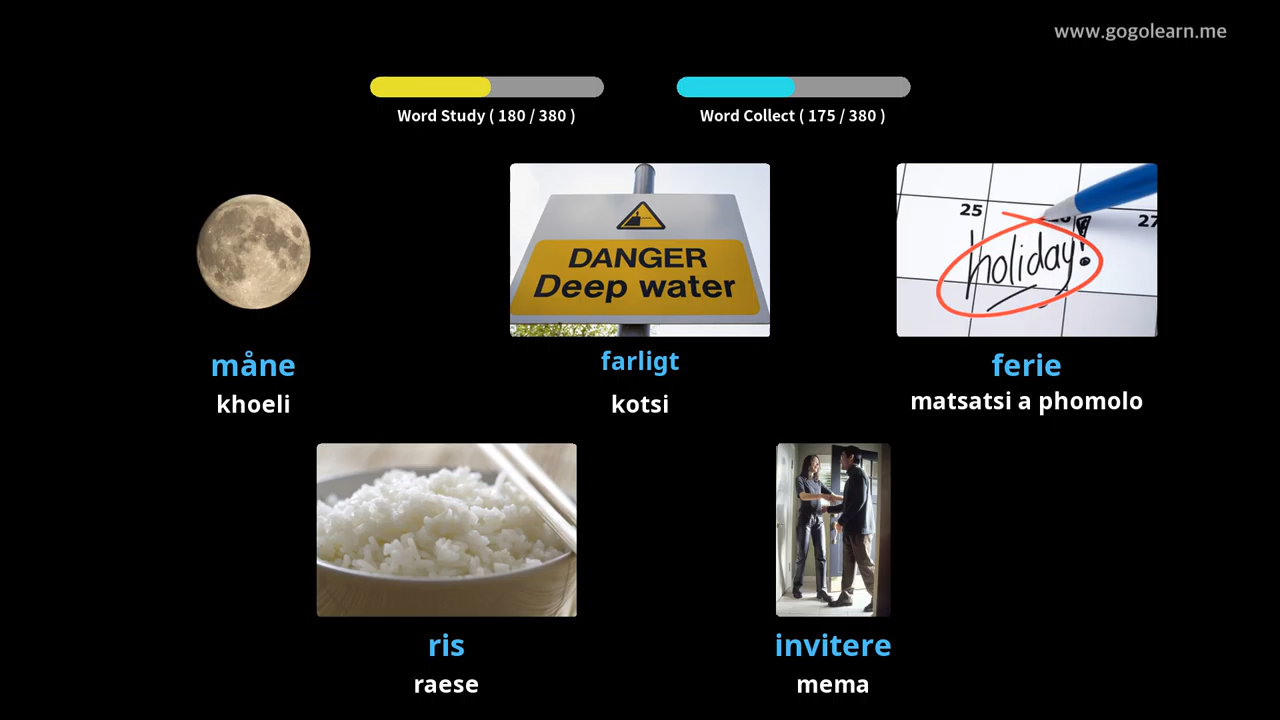 www.gogolearn.me
Word Study ( 180 / 380 )
Word Collect ( 175 / 380 )
DANGER
Deep water
25
27
holiday!
måne
khoeli
farligt
kotsi
ferie
matsatsi a phomolo
ris
raese
invitere
mema